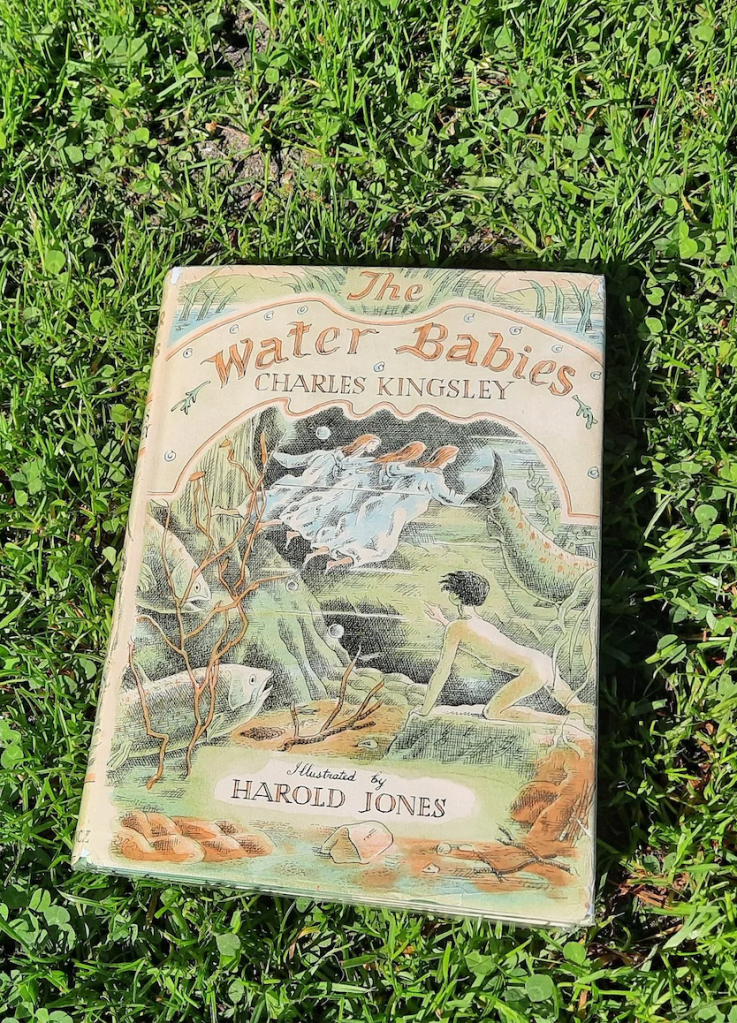 The
Water Babies
CHARLES KINGSLEY
Illustrated by
HAROLD JONES